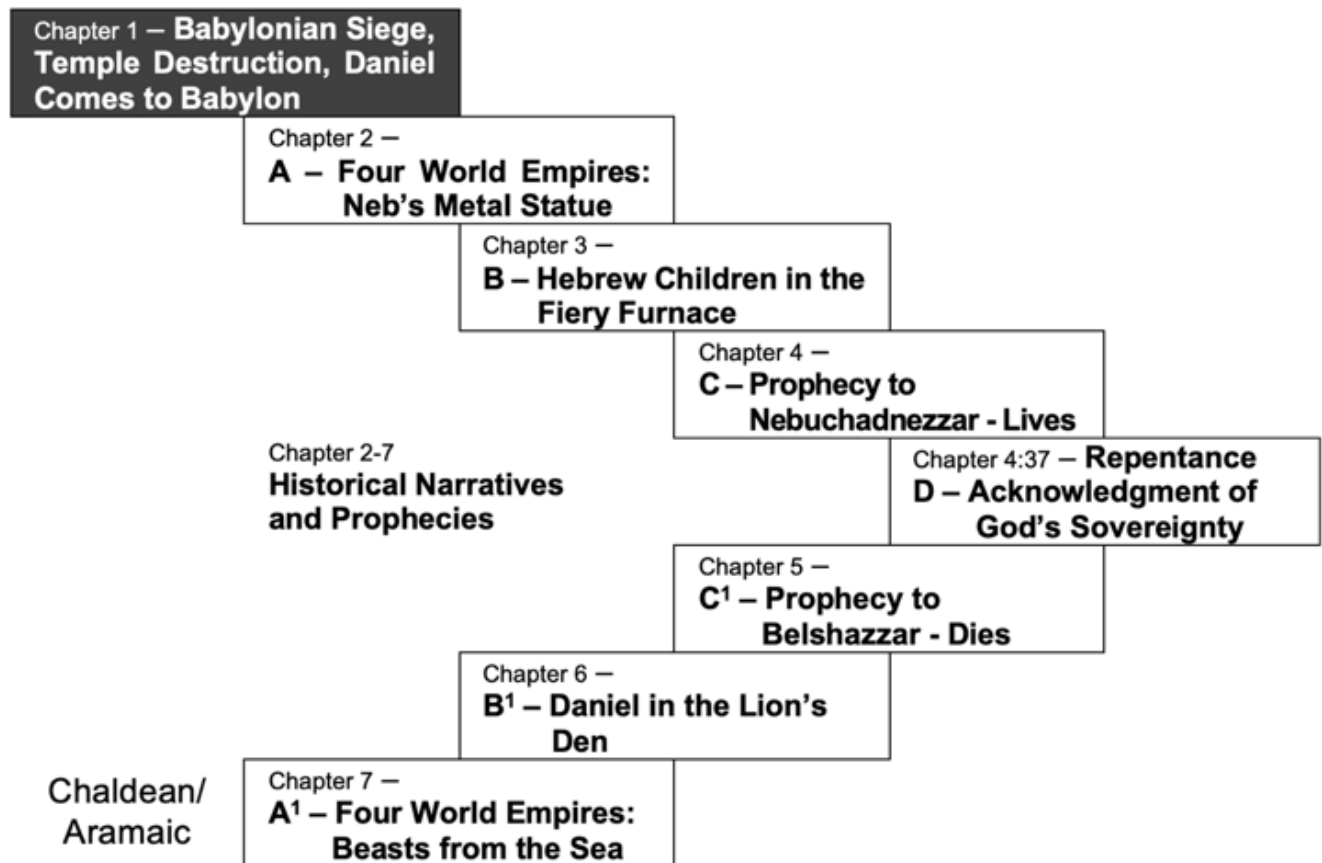 Chapter 1 – Babylonian Siege,
Temple Destruction, Daniel
Comes to Babylon
Chapter 2 –
A – Four World Empires:
Neb's Metal Statue
Chapter 3 –
B – Hebrew Children in the
Fiery Furnace
Chapter 4 –
C – Prophecy to
Nebuchadnezzar - Lives
Chapter 2-7
Historical Narratives
and Prophecies
Chapter 4:37 – Repentance
D – Acknowledgment of
God's Sovereignty
Chapter 5 –
C¹ – Prophecy to
Belshazzar - Dies
Chapter 6 –
B¹ – Daniel in the Lion's
Den
Chaldean/
Aramaic
Chapter 7 –
A¹ – Four World Empires:
Beasts from the Sea